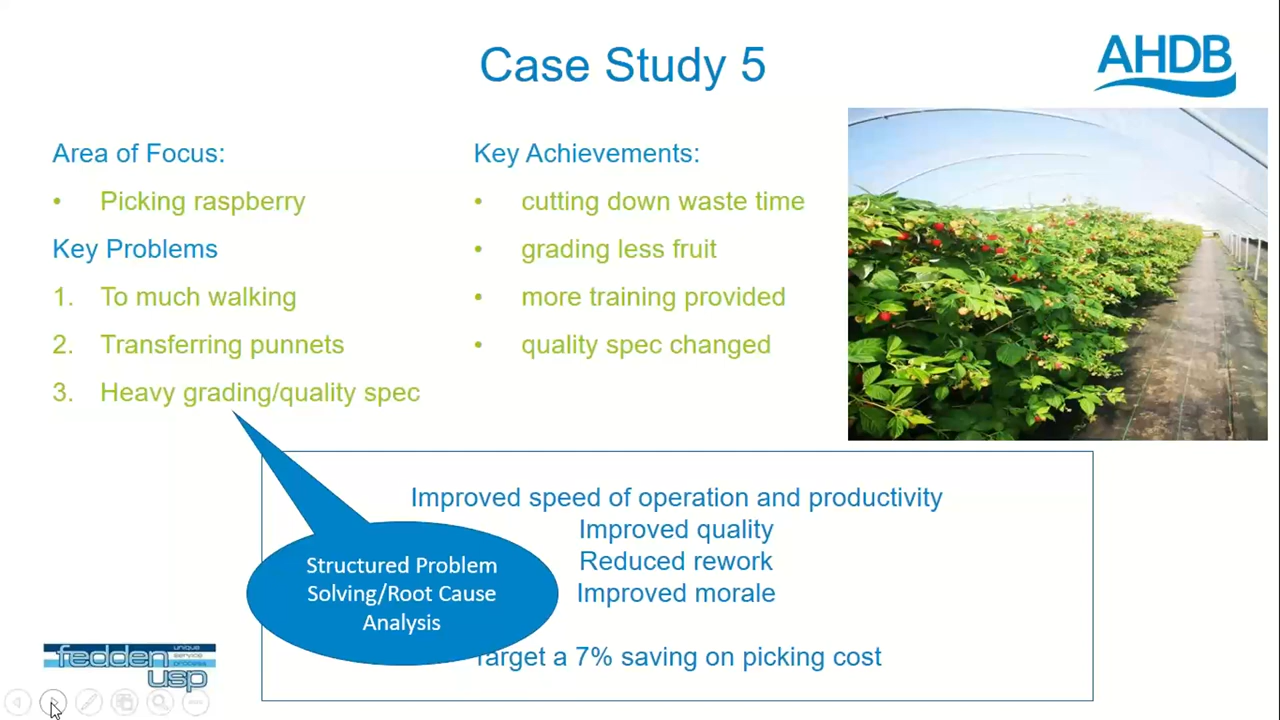 Case Study 5
AHDB
Area of Focus:
• Picking raspberry
Key Problems
1. To much walking
2. Transferring punnets
3. Heavy grading/quality spec
Key Achievements:
• cutting down waste time
• grading less fruit
• more training provided
• quality spec changed
Improved speed of operation and productivity
Improved quality
Reduced rework
Improved morale
Target a 7% saving on picking cost
Structured Problem
Solving/Root Cause
Analysis
fedden
unique
service
process
usp